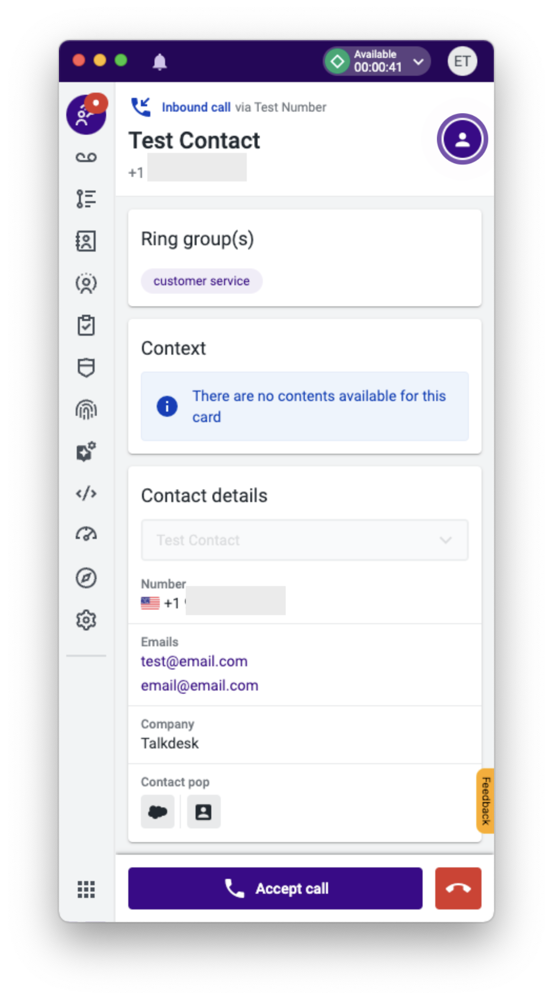 Available
00:00:41
ET
Inbound call via Test Number
Test Contact
+1
Ring group(s)
customer service
Context
There are no contents available for this
card
Contact details
Test Contact
Number
+1
Emails
test@email.com
email@email.com
Company
Talkdesk
Contact pop
Feedback
Accept call